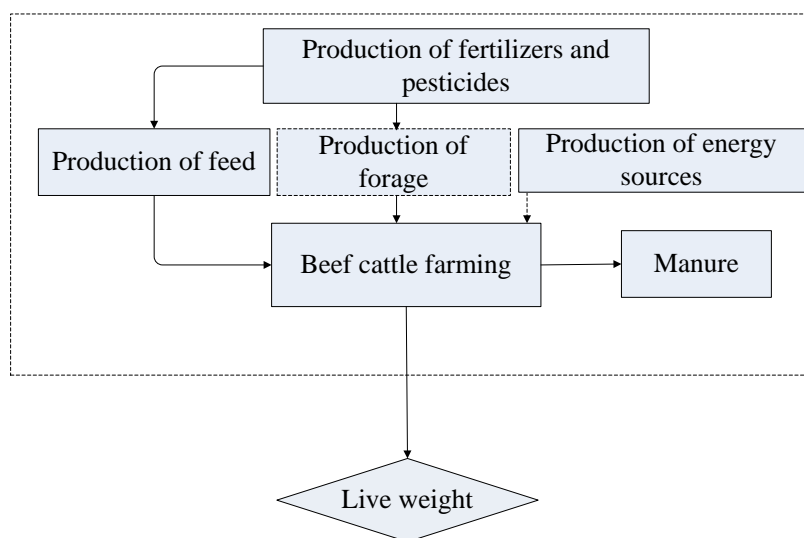 Production of fertilizers and
pesticides
Production of feed
Production of
forage
Production of energy
sources
Beef cattle farming
Manure
Live weight